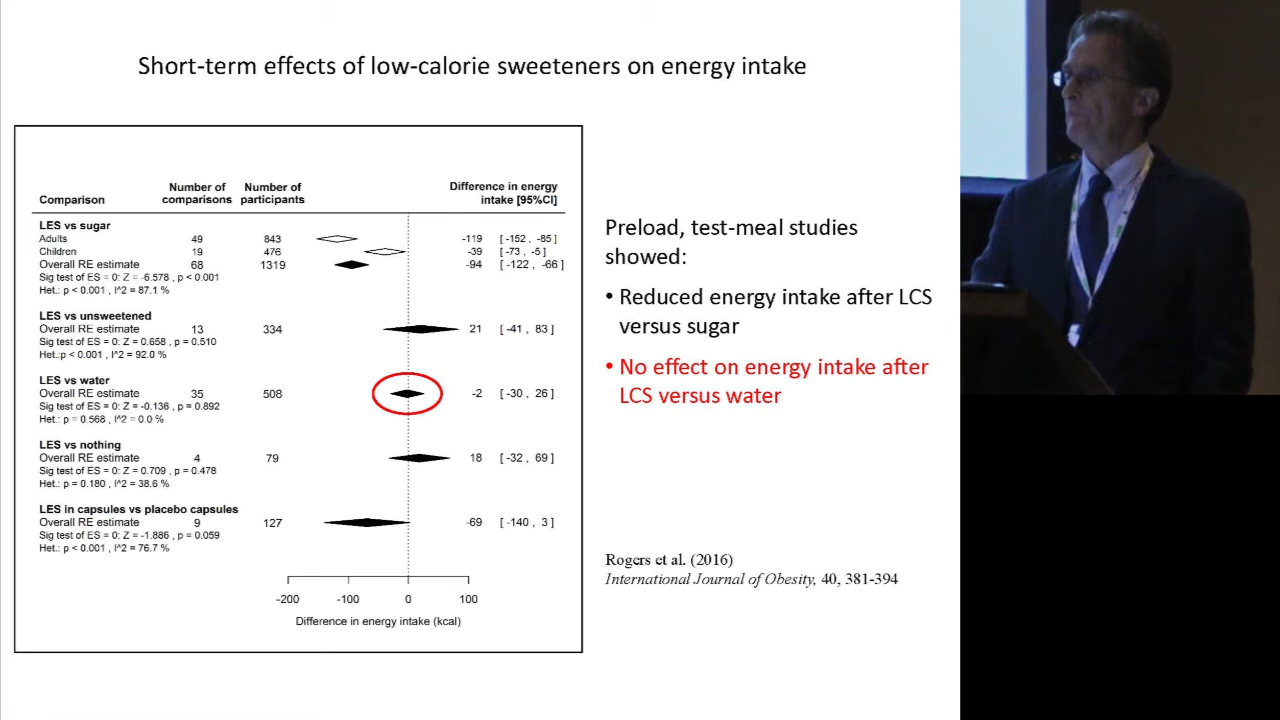 Short-term effects of low-calorie sweeteners on energy intake
Comparison
Number of comparisons
Number of participants
Difference in energy intake [95%CI]
LES vs sugar
Adults 49 843 -119 [ -152 , -85 ]
Children 19 476 -39 [ -73 , -5 ]
Overall RE estimate 68 1319 -94 [ -122 , -66 ]
Sig test of ES = 0: Z = -6.578 , p < 0.001
Het.: p < 0.001 , I^2 = 87.1 %
LES vs unsweetened
Overall RE estimate 13 334 21 [ -41 , 83 ]
Sig test of ES = 0: Z = 0.658 , p = 0.510
Het.:p < 0.001 , I^2 = 92.0 %
LES vs water
Overall RE estimate 35 508 -2 [ -30 , 26 ]
Sig test of ES = 0: Z = -0.136 , p = 0.892
Het.: p = 0.568 , I^2 = 0.0 %
LES vs nothing
Overall RE estimate 4 79 18 [ -32 , 69 ]
Sig test of ES = 0: Z = 0.709 , p = 0.478
Het.: p = 0.180 , I^2 = 38.6 %
LES in capsules vs placebo capsules
Overall RE estimate 9 127 -69 [ -140 , 3 ]
Sig test of ES = 0: Z = -1.886 , p = 0.059
Het.: p < 0.001 , I^2 = 76.7 %
-200 -100 0 100
Difference in energy intake (kcal)
Preload, test-meal studies
showed:
• Reduced energy intake after LCS
versus sugar
• No effect on energy intake after
LCS versus water
Rogers et al. (2016)
International Journal of Obesity, 40, 381-394